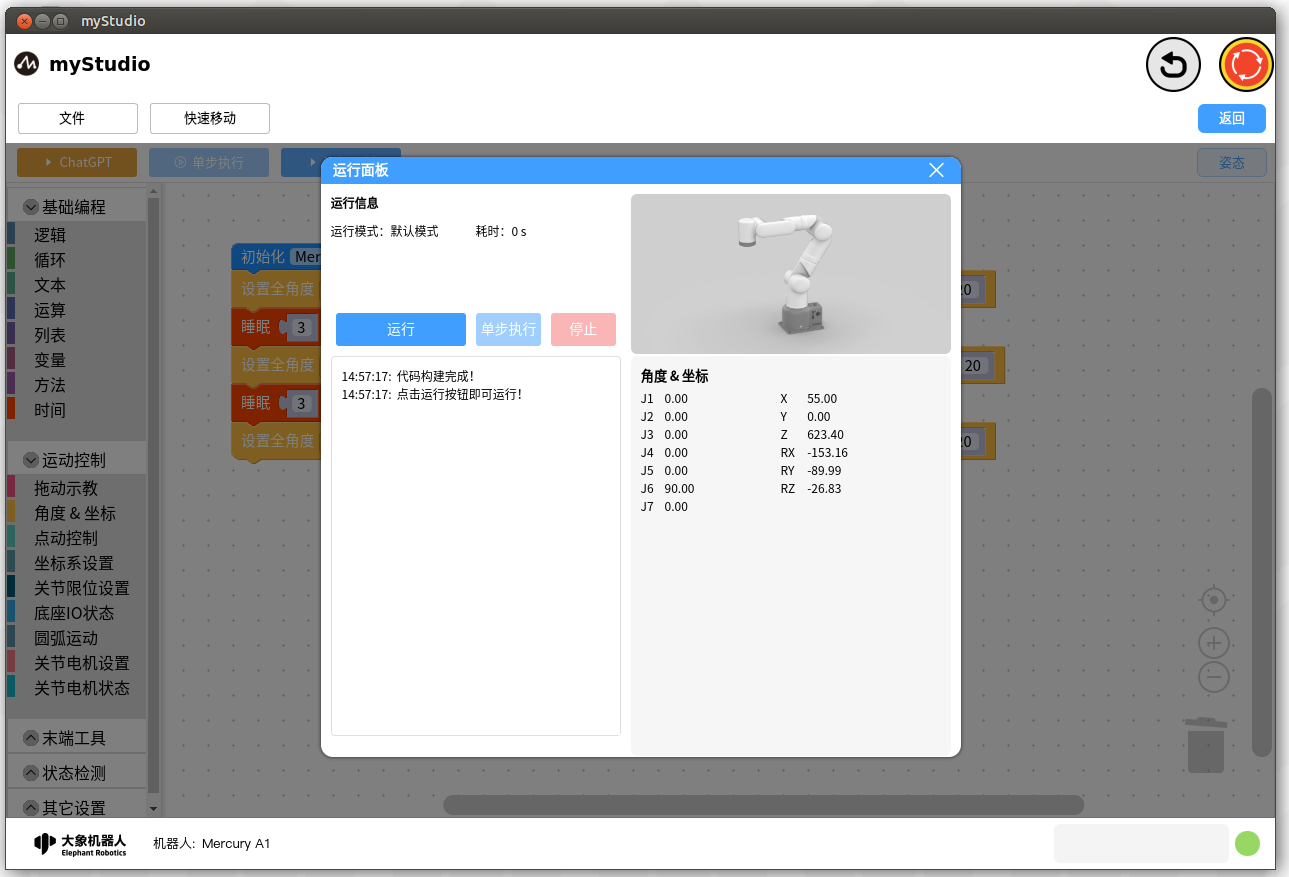 myStudio
myStudio
文件
快速移动
返回
ChatGPT
单步执行
姿态
运行面板
基础编程
逻辑
循环
文本
运算
列表
变量
方法
时间
运动控制
拖动示教
角度 & 坐标
点动控制
坐标系设置
关节限位设置
底座IO状态
圆弧运动
关节电机设置
关节电机状态
末端工具
状态检测
其它设置
初始化 Mer
设置全角度
睡眠 3
设置全角度
睡眠 3
设置全角度
20
20
20
运行信息
运行模式: 默认模式 耗时: 0 s
运行
单步执行
停止
14:57:17: 代码构建完成!
14:57:17: 点击运行按钮即可运行!
角度 & 坐标
J1 0.00 X 55.00
J2 0.00 Y 0.00
J3 0.00 Z 623.40
J4 0.00 RX -153.16
J5 0.00 RY -89.99
J6 90.00 RZ -26.83
J7 0.00
大象机器人
Elephant Robotics
机器人: Mercury A1